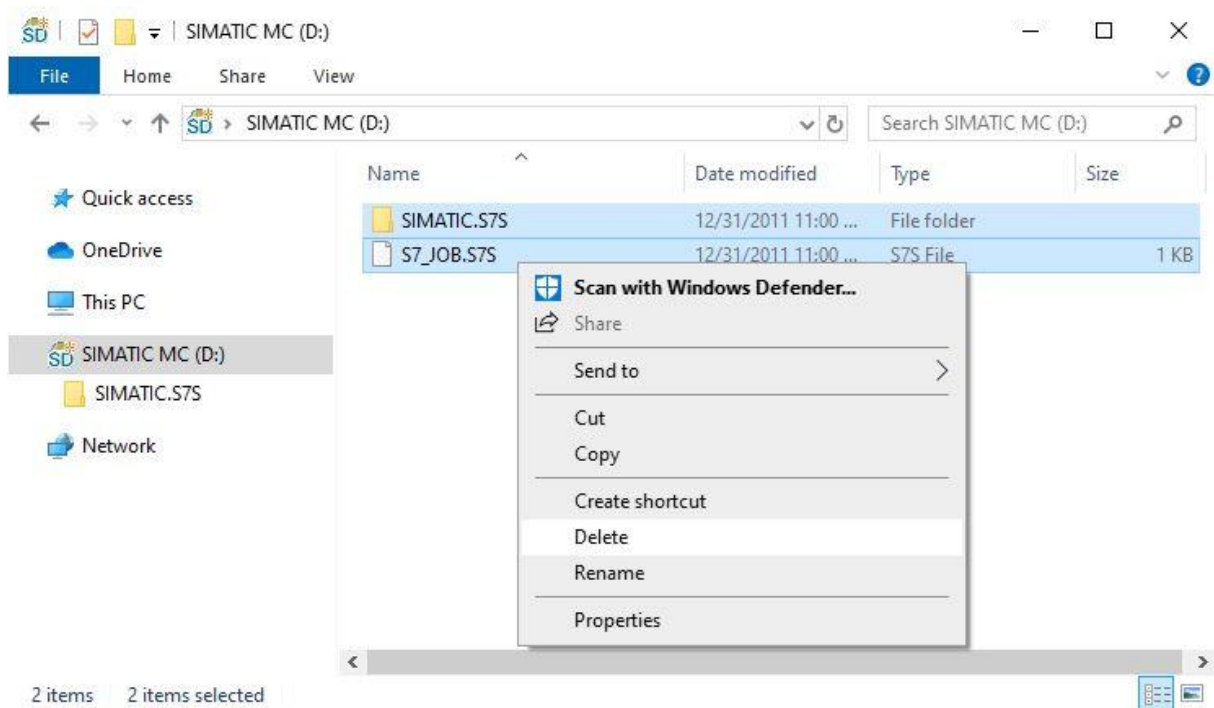 SD SIMATIC MC (D:)
File Home Share View ?
SD SIMATIC MC (D:) Search SIMATIC MC (D:)
Name Date modified Type Size
Quick access
SIMATIC.S7S 12/31/2011 11:00 ... File folder
OneDrive
S7_JOB.S7S 12/31/2011 11:00 ... S7S File 1 KB
Scan with Windows Defender...
This PC
Share
SD SIMATIC MC (D:)
Send to
SIMATIC.S7S
Cut
Network
Copy
Create shortcut
Delete
Rename
Properties
2 items 2 items selected